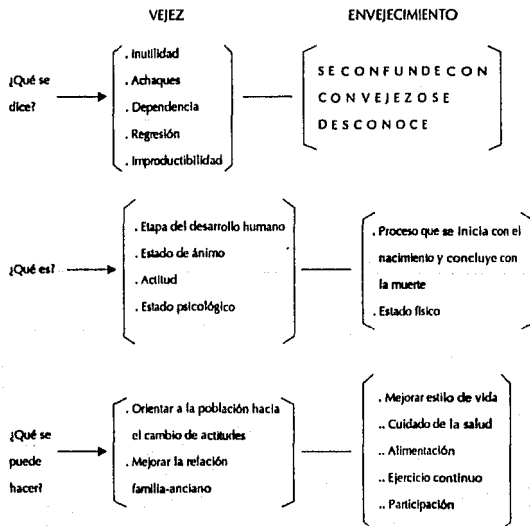 VEJEZ ENVEJECIMIENTO
¿Qué se dice?
. Inutilidad
. Achaques
. Dependencia
. Regresión
. Improductibilidad
S E C O N F U N D E C O N
C O N V E J E Z O S E
D E S C O N O C E
¿Qué es?
. Etapa del desarrollo humano
. Estado de ánimo
. Actitud
. Estado psicológico
. Proceso que se inicia con el
nacimiento y concluye con
la muerte
. Estado físico
¿Qué se
puede
hacer?
. Orientar a la población hacia
el cambio de actitudes
. Mejorar la relación
familia-anciano
. Mejorar estilo de vida
.. Cuidado de la salud
.. Alimentación
.. Ejercicio continuo
.. Participación